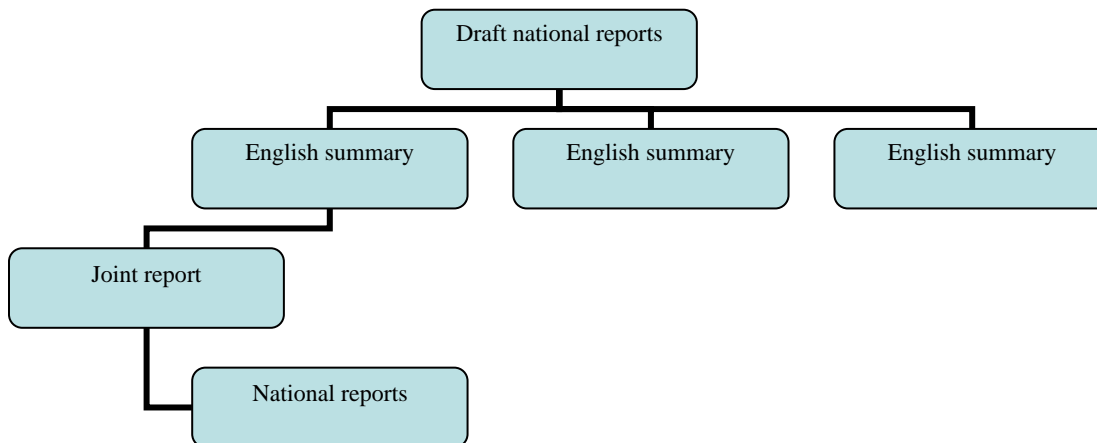 Draft national reports
English summary
English summary
English summary
Joint report
National reports